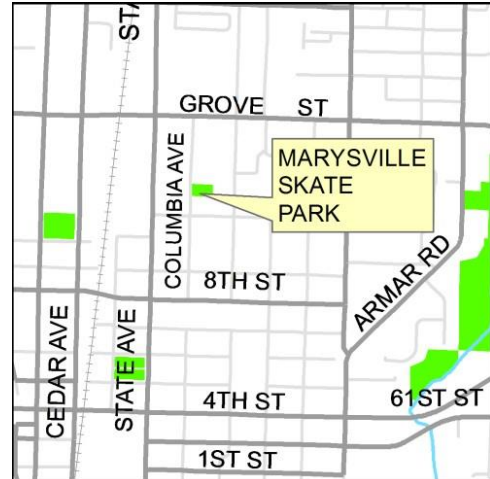 STA
GROVE ST
MARYSVILLE
SKATE
PARK
COLUMBIA AVE
8TH ST
ARMAR RD
CEDAR AVE
STATE AVE
4TH ST
61ST ST
1ST ST